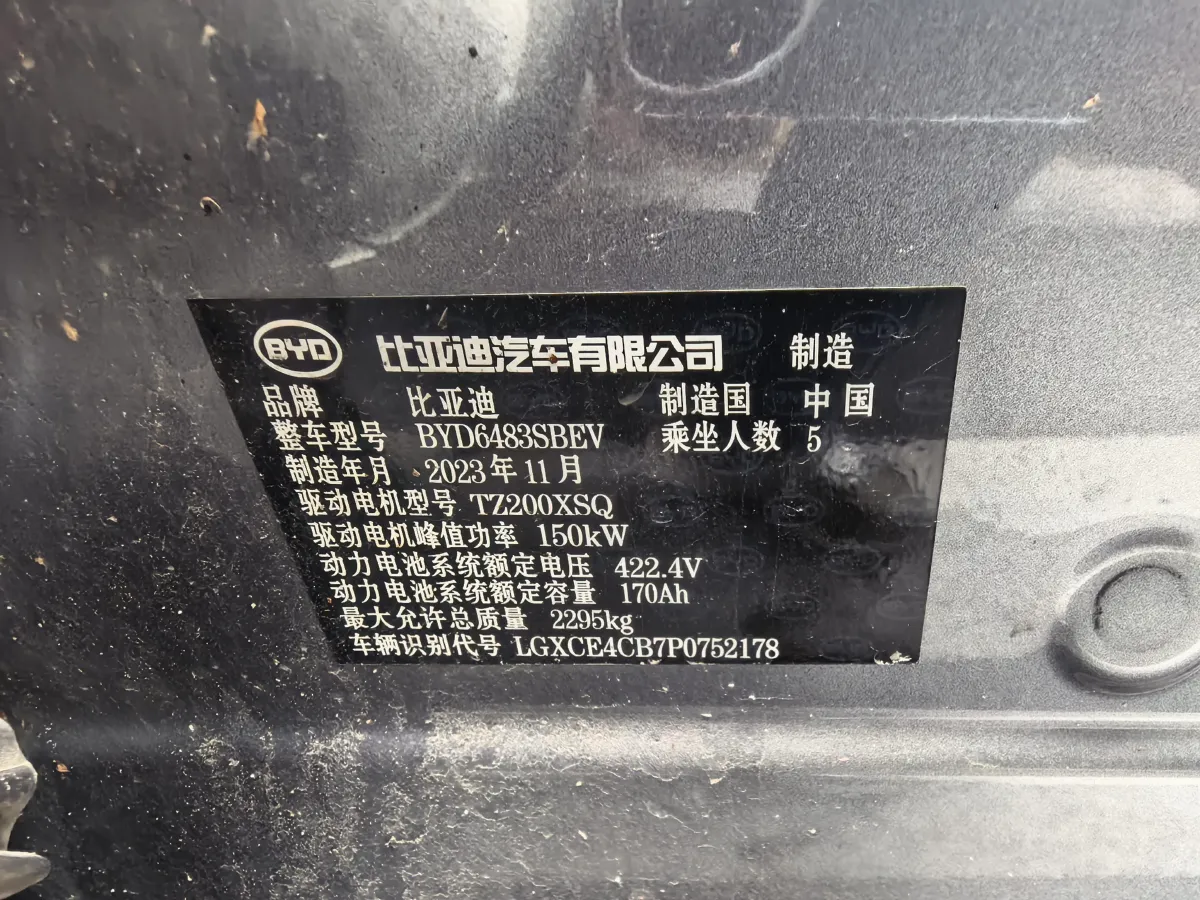 BYD 比亚迪汽车有限公司 制造
品牌 比亚迪 制造国 中国
整车型号 BYD6483SBEV 乘坐人数 5
制造年月 2023年11月
驱动电机型号 TZ200XSQ
驱动电机峰值功率 150kW
动力电池系统额定电压 422.4V
动力电池系统额定容量 170Ah
最大允许总质量 2295kg
车辆识别代号 LGXCE4CB7P0752178